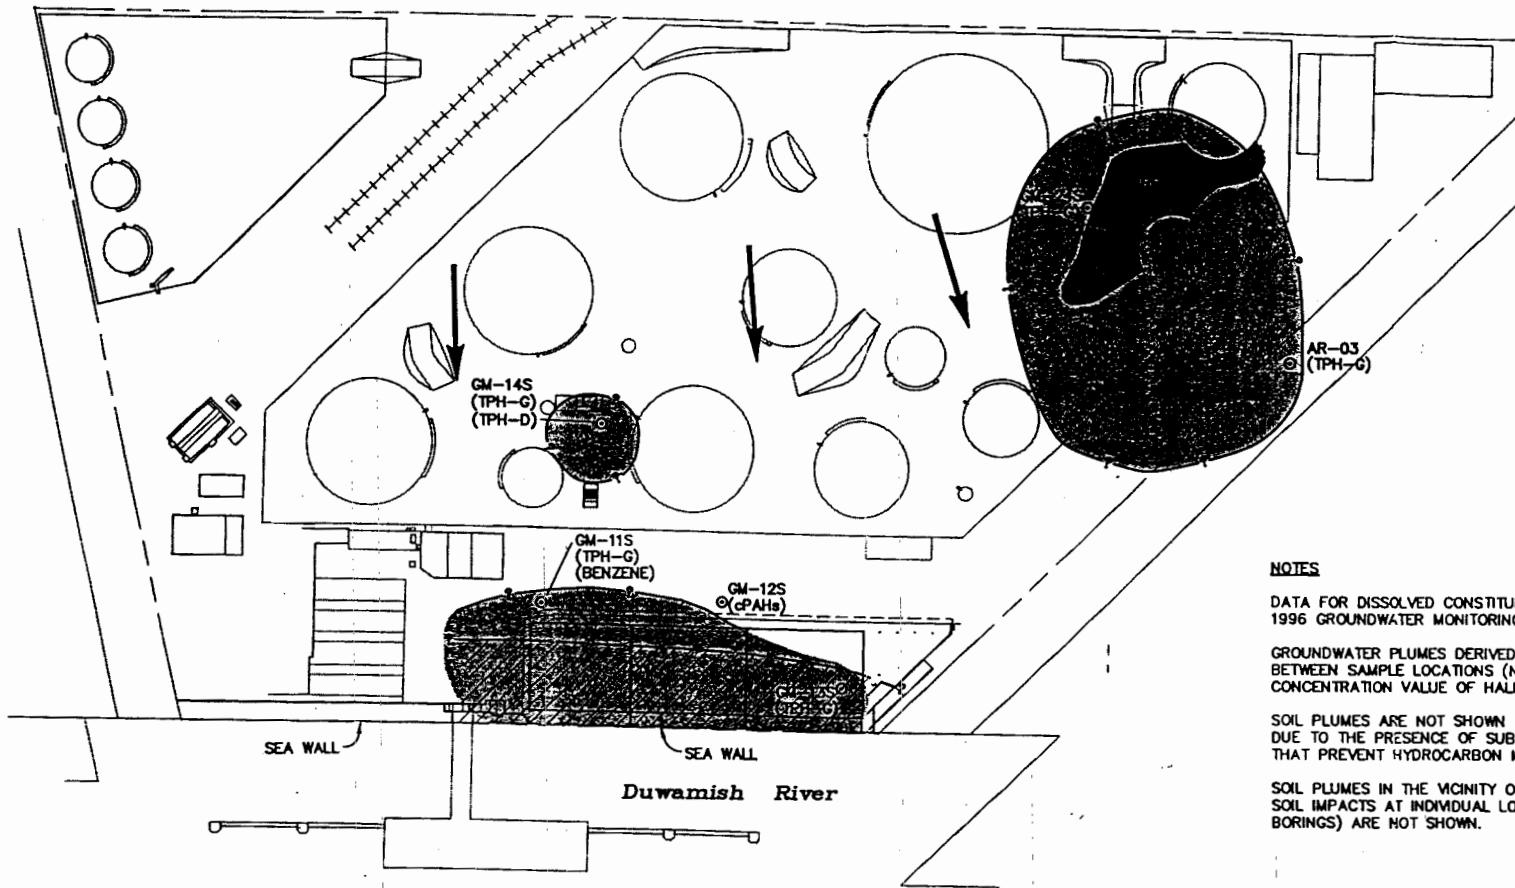 AR-03
(TPH-G)
GM-14S
(TPH-G)
(TPH-D)
GM-11S
(TPH-G)
(BENZENE)
GM-12S
(cPAHs)
SEA WALL
SEA WALL
Duwamish River
NOTES
DATA FOR DISSOLVED CONSTITU
1996 GROUNDWATER MONITORING
GROUNDWATER PLUMES DERIVED
BETWEEN SAMPLE LOCATIONS (N
CONCENTRATION VALUE OF HAL
SOIL PLUMES ARE NOT SHOWN
DUE TO THE PRESENCE OF SUB
THAT PREVENT HYDROCARBON
SOIL PLUMES IN THE VICINITY O
SOIL IMPACTS AT INDIVIDUAL LO
BORINGS) ARE NOT SHOWN.